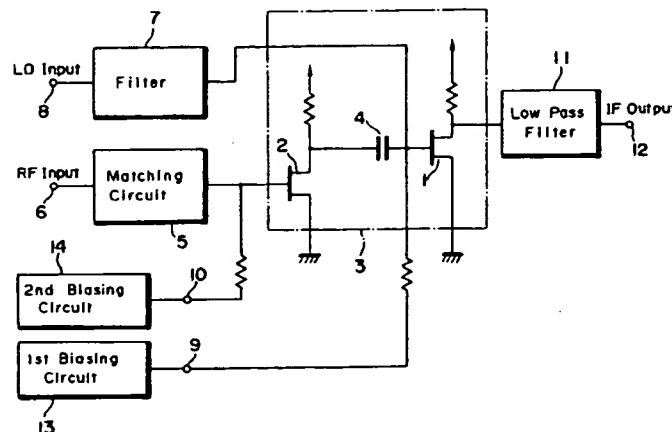 7
LO Input
8
Filter
11
Low Pass
Filter
IF Output
12
4
2
1
RF Input
6
Matching
Circuit
5
3
14
2nd Biasing
Circuit
10
1st Biasing
Circuit
9
13